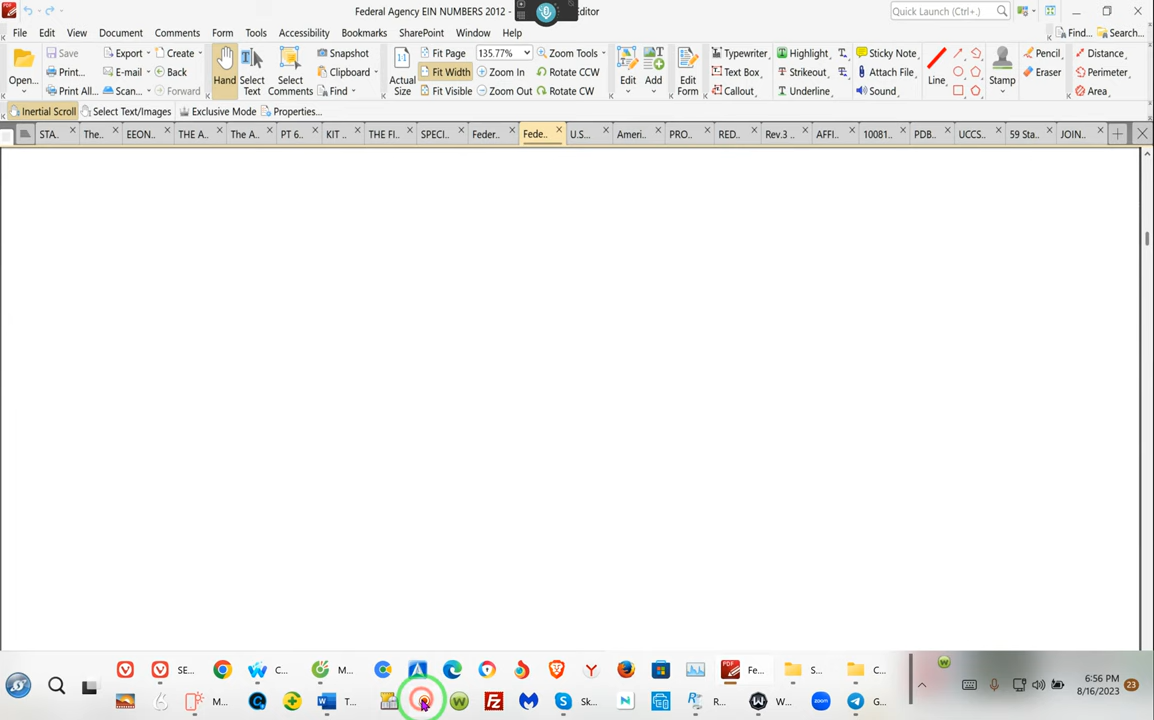 Federal Agency EIN NUMBERS 2012 - Editor
Quick Launch (Ctrl+.)
File Edit View Document Comments Form Tools Accessibility Bookmarks SharePoint Window Help
Find... Search...
Open...
Save Export Create
Print... E-mail Back
Print All... Scan... Forward
Hand
Select Text
Select Comments
Snapshot
Clipboard
Find
Actual Size
Fit Page 135.77% Zoom Tools
Fit Width Zoom In Rotate CCW
Fit Visible Zoom Out Rotate CW
Edit
Add
Edit Form
Typewriter Highlight
Text Box Strikeout
Callout Underline
Sticky Note
Attach File
Sound
Line
Stamp
Pencil
Eraser
Distance
Perimeter
Area
Inertial Scroll Select Text/Images Exclusive Mode Properties...
STA.. The.. EEON.. THE A.. The A.. PT 6.. KIT .. THE FI.. SPECI.. Feder.. Fede.. U.S... Ameri.. PRO.. RED.. Rev.3 .. AFFI.. 10081.. PDB.. UCCS.. 59 Sta.. JOIN..
SE... C... M... Fe... S... C...
M... T... Sk... R... W... G...
6:56 PM
8/16/2023
23